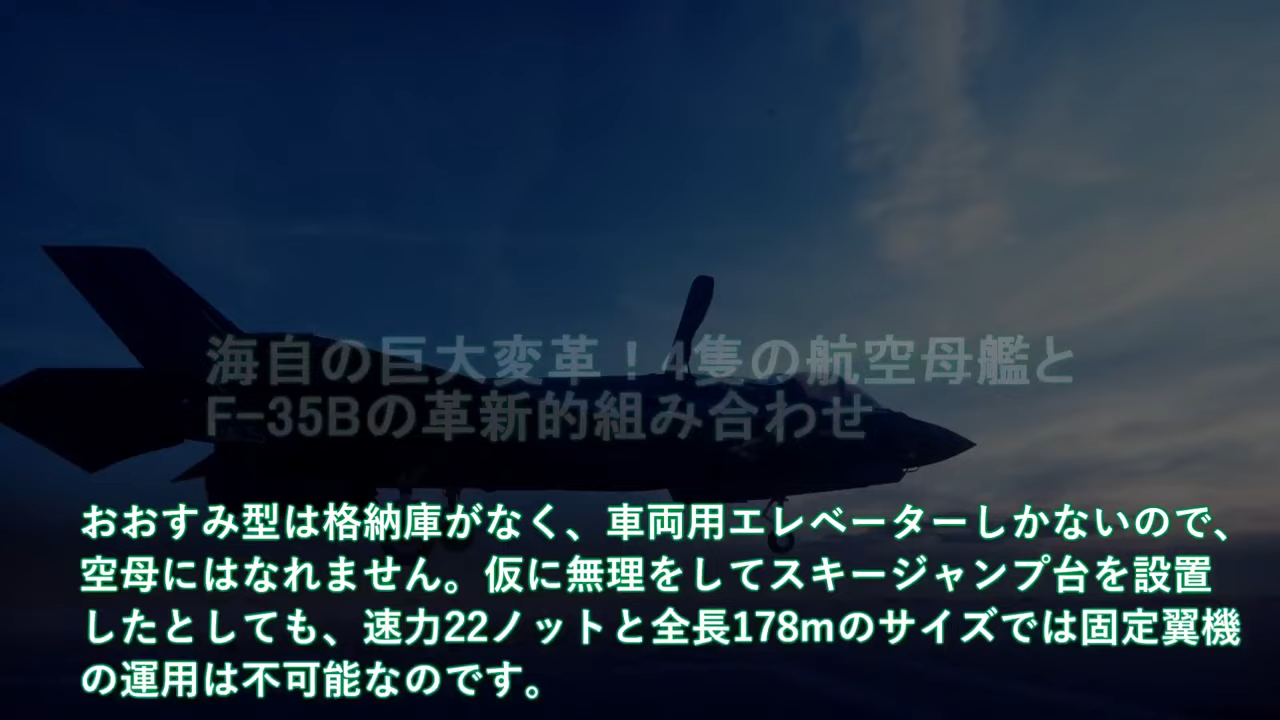 海自の巨大変革！4隻の航空母艦と
F-35Bの革新的組み合わせ
おおすみ型は格納庫がなく、車両用エレベーターしかないので、
空母にはなれません。仮に無理をしてスキージャンプ台を設置
したとしても、速力22ノットと全長178mのサイズでは固定翼機
の運用は不可能なのです。